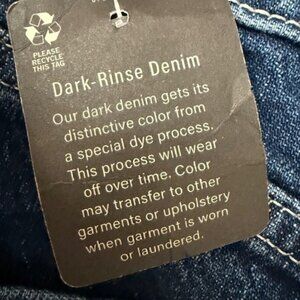 PLEASE
RECYCLE
THIS TAG
Dark-Rinse Denim
Our dark denim gets its
distinctive color from
a special dye process.
This process will wear
off over time. Color
may transfer to other
garments or upholstery
when garment is worn
or laundered.